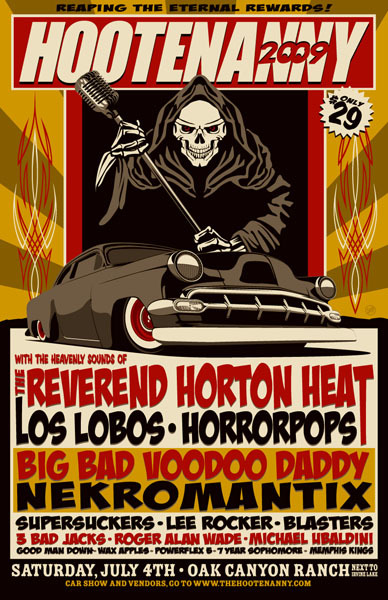 REAPING THE ETERNAL REWARDS!
HOOTENANNY
2009
$ ONLY
29
WITH THE HEAVENLY SOUNDS OF
THE REVEREND HORTON HEAT
LOS LOBOS • HORRORPOPS
BIG BAD VOODOO DADDY
NEKROMANTIX
SUPERSUCKERS • LEE ROCKER • BLASTERS
3 BAD JACKS • ROGER ALAN WADE • MICHAEL UBALDINI
GOOD MAN DOWN • WAX APPLES • POWERFLEX 5 • 7 YEAR SOPHOMORE • MEMPHIS KINGS
SATURDAY, JULY 4TH • OAK CANYON RANCH NEXT TO IRVINE LAKE
CAR SHOW AND VENDORS, GO TO WWW.THEHOOTENANNY.COM